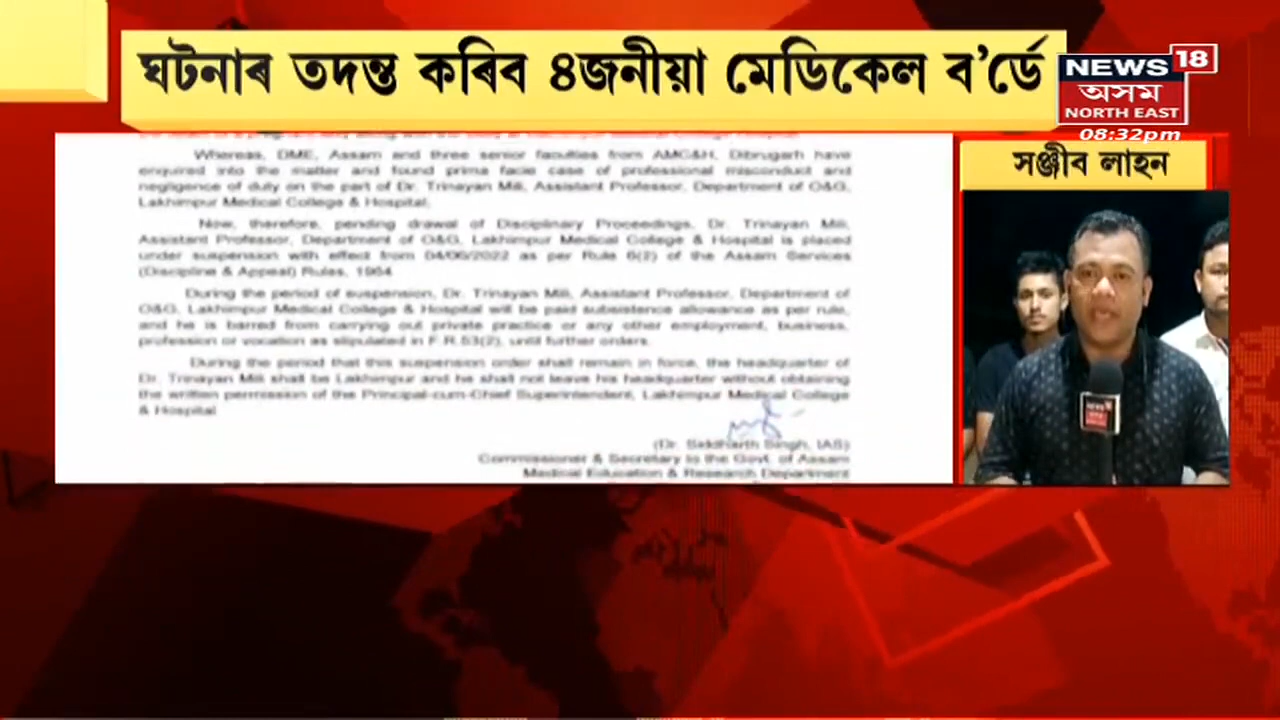 ঘটনাৰ তদন্ত কৰিব ৪জনীয়া মেডিকেল ব'ৰ্ডে
NEWS 18
অসম
NORTH EAST
08:32pm
সঞ্জীব লাহন
Whereas, DME, Assam and three senior faculties from AMC&H, Dibrugarh have
enquired into the matter and found prima facie case of professional misconduct and
negligence of duty on the part of Dr. Trinayan Mili, Assistant Professor, Department of O&G,
Lakhimpur Medical College & Hospital.
Now, therefore, pending drawal of Disciplinary Proceedings, Dr. Trinayan Mili,
Assistant Professor, Department of O&G, Lakhimpur Medical College & Hospital is placed
under suspension with effect from 04/06/2022 as per Rule 6(2) of the Assam Services
(Discipline & Appeal) Rules, 1964
During the period of suspension, Dr. Trinayan Mili, Assistant Professor, Department of
O&G, Lakhimpur Medical College & Hospital will be paid subsistence allowance as per rule,
and he is barred from carrying out private practice or any other employment, business,
profession or vocation as stipulated in F.R.53(2), until further orders.
During the period that this suspension order shall remain in force, the headquarter of
Dr. Trinayan Mili shall be Lakhimpur and he shall not leave his headquarter without obtaining
the written permission of the Principal-cum-Chief Superintendent, Lakhimpur Medical College
& Hospital
(Dr. Siddharth Singh, IAS)
Commissioner & Secretary to the Govt. of Assam
Medical Education & Research Department